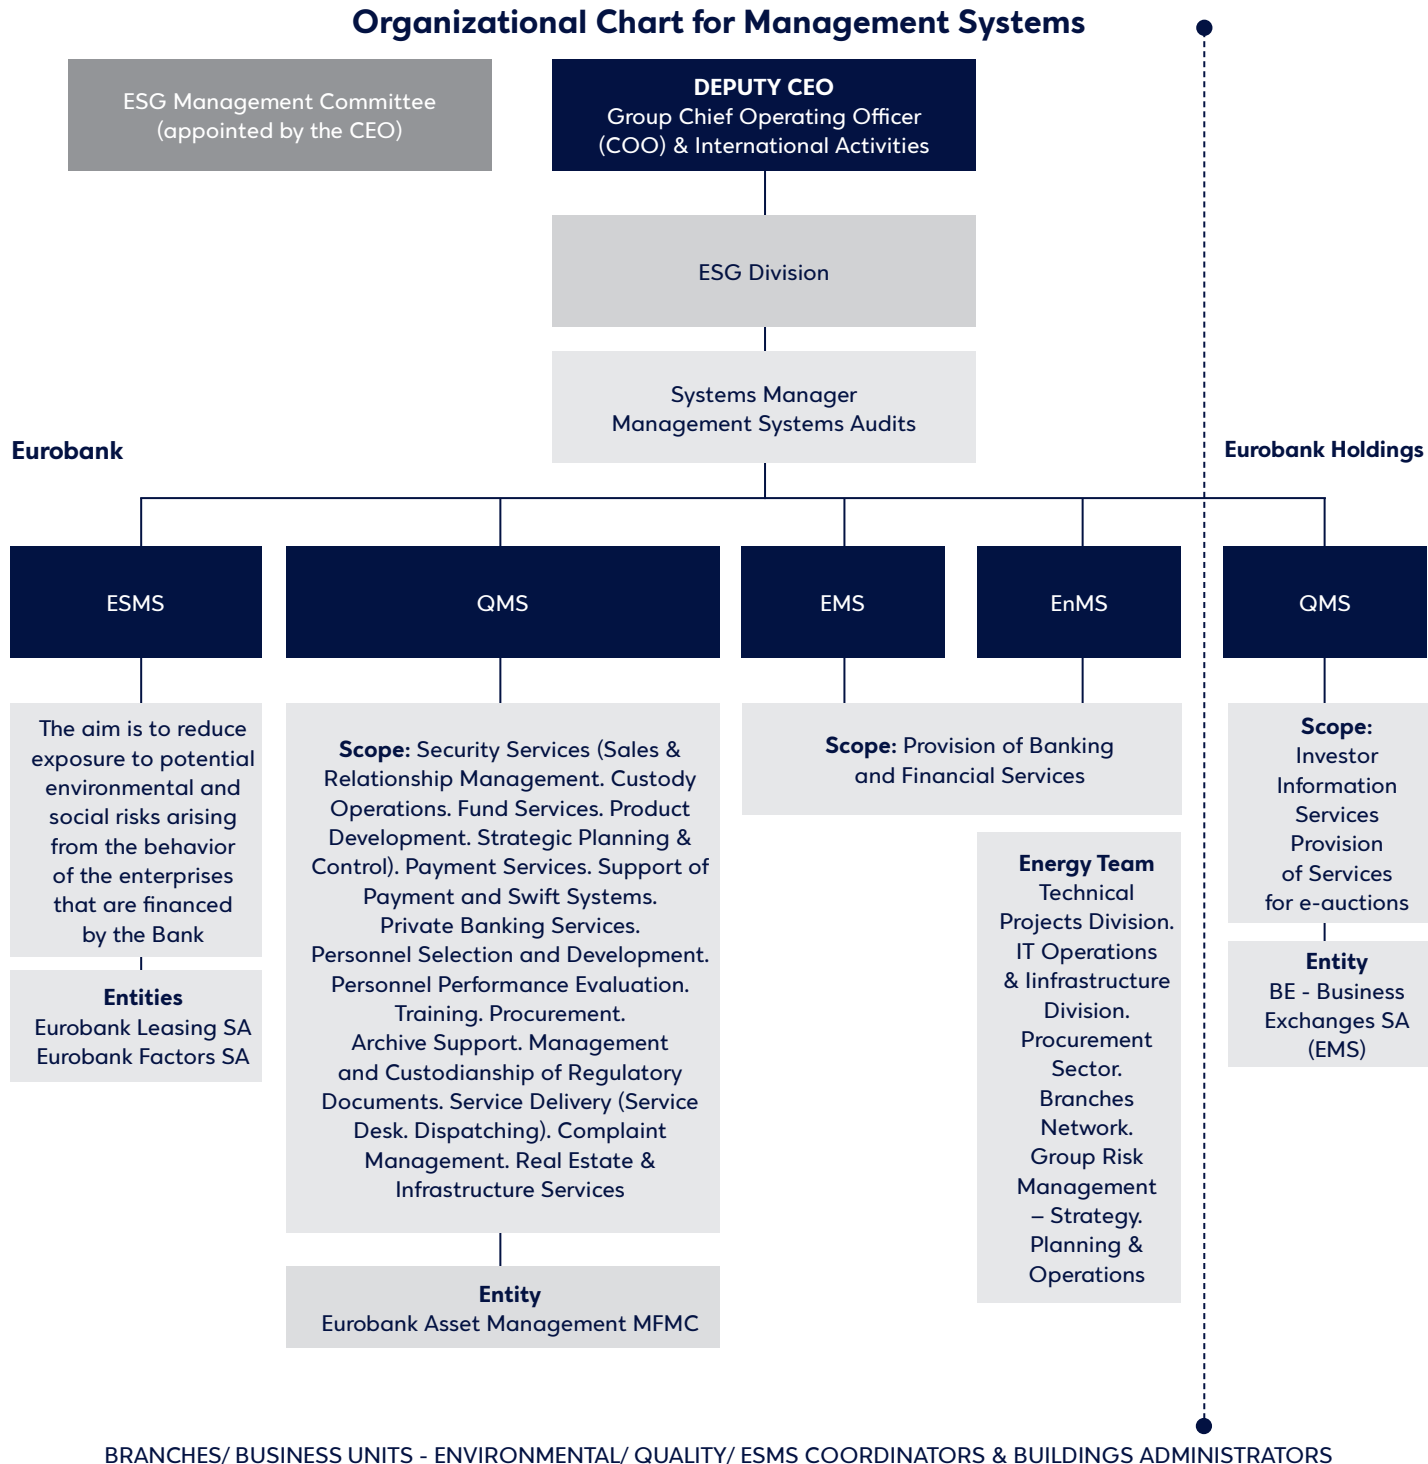 Organizational Chart for Management Systems
ESG Management Committee
(appointed by the CEO)
DEPUTY CEO
Group Chief Operating Officer
(COO) & International Activities
ESG Division
Systems Manager
Management Systems Audits
Eurobank
Eurobank Holdings
ESMS
QMS
EMS
EnMS
QMS
The aim is to reduce
exposure to potential
environmental and
social risks arising
from the behavior
of the enterprises
that are financed
by the Bank
Entities
Eurobank Leasing SA
Eurobank Factors SA
Scope: Security Services (Sales &
Relationship Management. Custody
Operations. Fund Services. Product
Development. Strategic Planning &
Control). Payment Services. Support of
Payment and Swift Systems.
Private Banking Services.
Personnel Selection and Development.
Personnel Performance Evaluation.
Training. Procurement.
Archive Support. Management
and Custodianship of Regulatory
Documents. Service Delivery (Service
Desk. Dispatching). Complaint
Management. Real Estate &
Infrastructure Services
Entity
Eurobank Asset Management MFMC
Scope: Provision of Banking
and Financial Services
Energy Team
Technical
Projects Division.
IT Operations
& Iinfrastructure
Division.
Procurement
Sector.
Branches
Network.
Group Risk
Management
– Strategy.
Planning &
Operations
Scope:
Investor
Information
Services
Provision
of Services
for e-auctions
Entity
BE - Business
Exchanges SA
(EMS)
BRANCHES/ BUSINESS UNITS - ENVIRONMENTAL/ QUALITY/ ESMS COORDINATORS & BUILDINGS ADMINISTRATORS